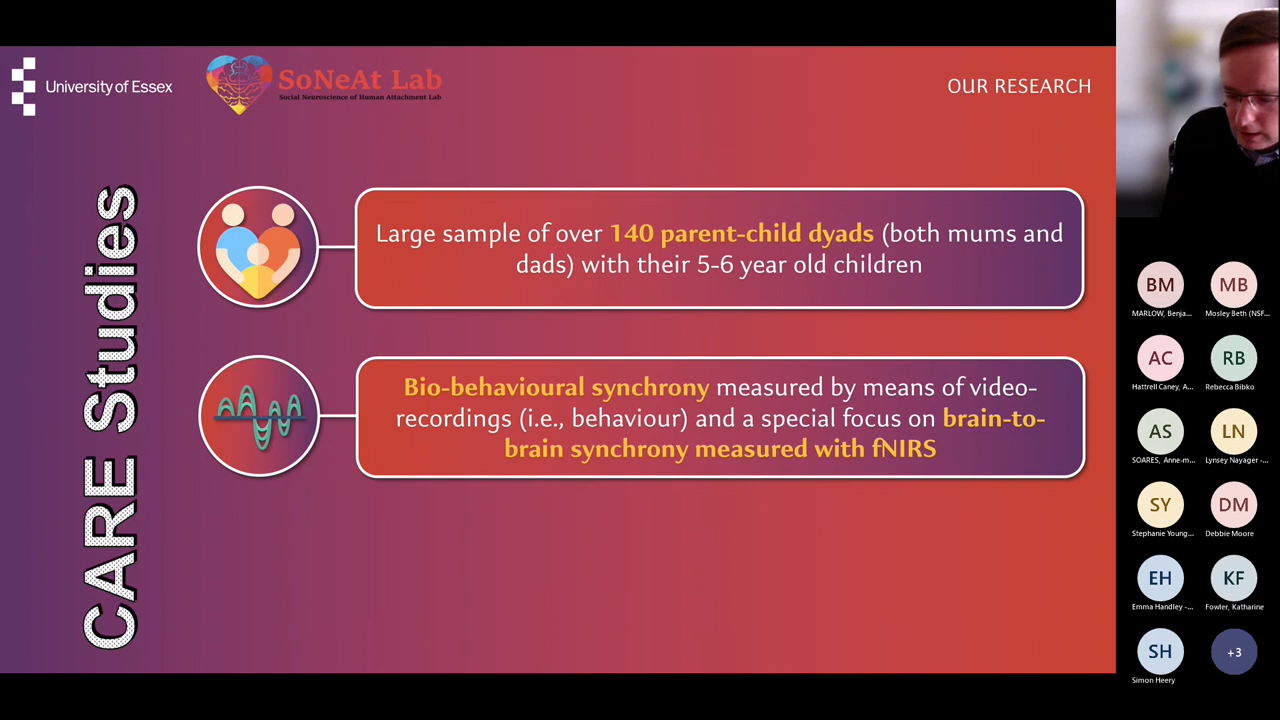 University of Essex
SoNeAt Lab
Social Neuroscience of Human Attachment Lab
OUR RESEARCH
CARE Studies
Large sample of over 140 parent-child dyads (both mums and
dads) with their 5-6 year old children
Bio-behavioural synchrony measured by means of video-
recordings (i.e., behaviour) and a special focus on brain-to-
brain synchrony measured with fNIRS
BM
MARLOW, Benja...
MB
Mosley Beth (NSF...
AC
Hattrell Caney, A...
RB
Rebecca Bibko
AS
SOARES, Anne-m...
LN
Lynsey Nayager -...
SY
Stephanie Young...
DM
Debbie Moore
EH
Emma Handley -...
KF
Fowler, Katharine
SH
Simon Heery
+3